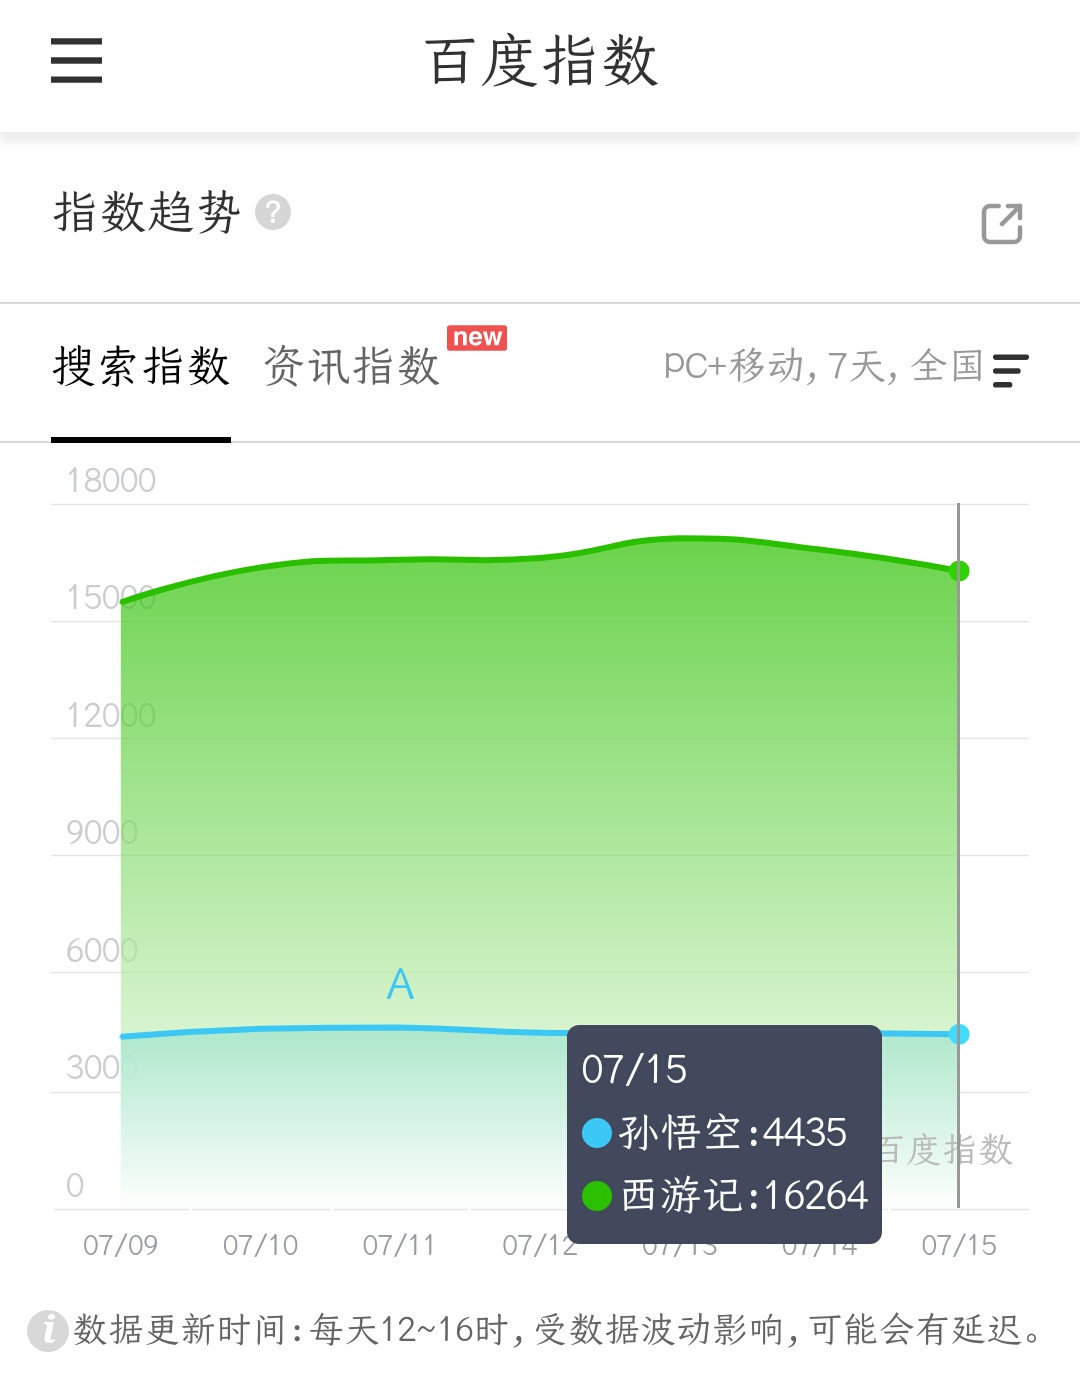 百度指数
指数趋势 ?
搜索指数 资讯指数 new PC+移动, 7天, 全国
18000
15000
12000
9000
6000
A
3000
0
07/15
孙悟空:4435
西游记:16264
百度指数
07/09 07/10 07/11 07/12 07/13 07/14 07/15
i 数据更新时间:每天12~16时,受数据波动影响,可能会有延迟。